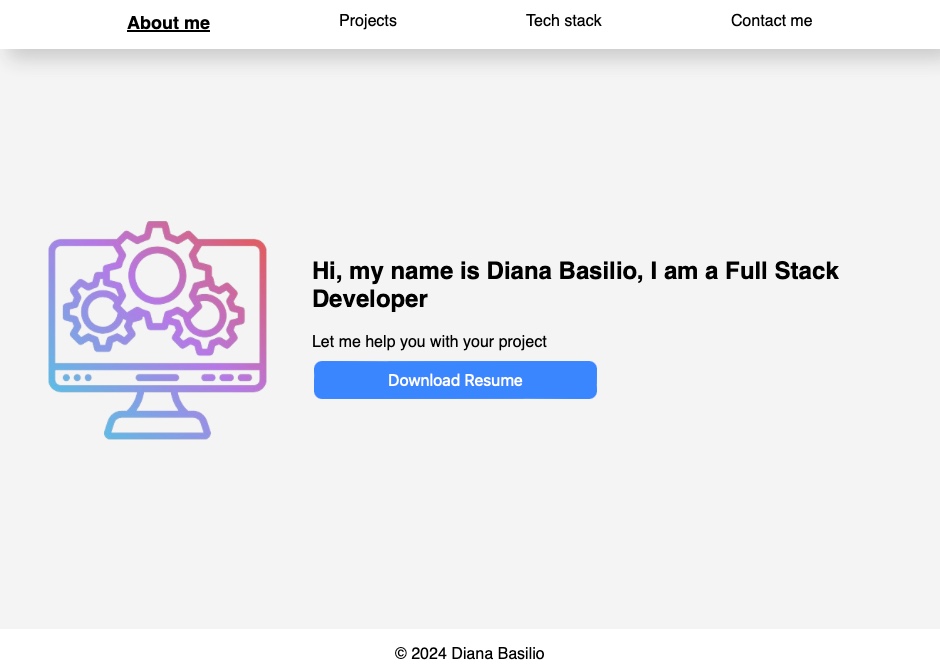 About me Projects Tech stack Contact me
Hi, my name is Diana Basilio, I am a Full Stack
Developer
Let me help you with your project
Download Resume
© 2024 Diana Basilio